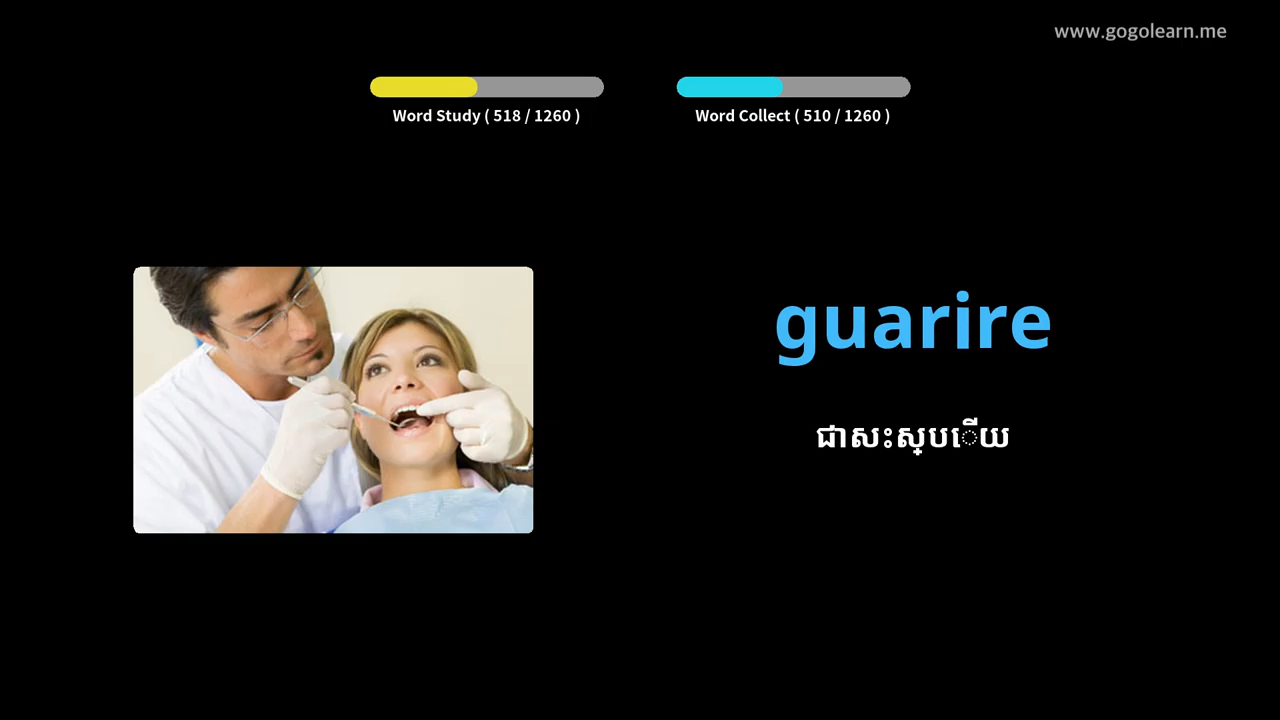 www.gogolearn.me
Word Study ( 518 / 1260 )
Word Collect ( 510 / 1260 )
guarire
ជាសះស្បើយ